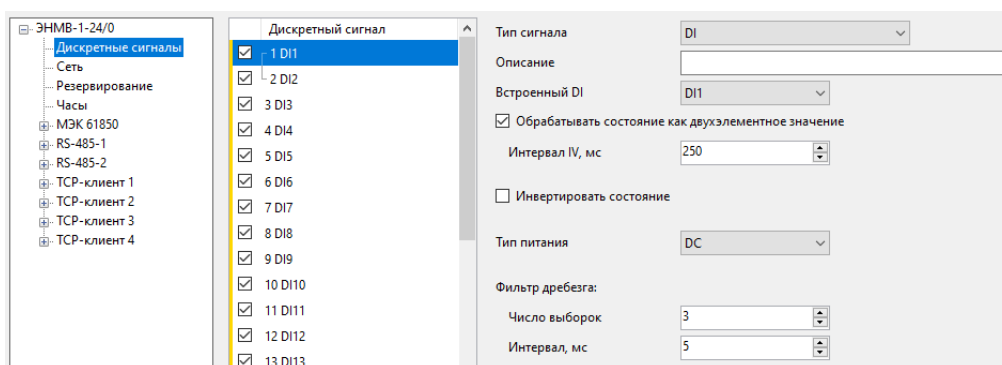 ЭНМВ-1-24/0
Дискретные сигналы
Сеть
Резервирование
Часы
МЭК 61850
RS-485-1
RS-485-2
TCP-клиент 1
TCP-клиент 2
TCP-клиент 3
TCP-клиент 4
Дискретный сигнал
1 DI1
2 DI2
3 DI3
4 DI4
5 DI5
6 DI6
7 DI7
8 DI8
9 DI9
10 DI10
11 DI11
12 DI12
13 DI13
Тип сигнала DI
Описание
Встроенный DI DI1
Обрабатывать состояние как двухэлементное значение
Интервал IV, мс 250
Инвертировать состояние
Тип питания DC
Фильтр дребезга:
Число выборок 3
Интервал, мс 5